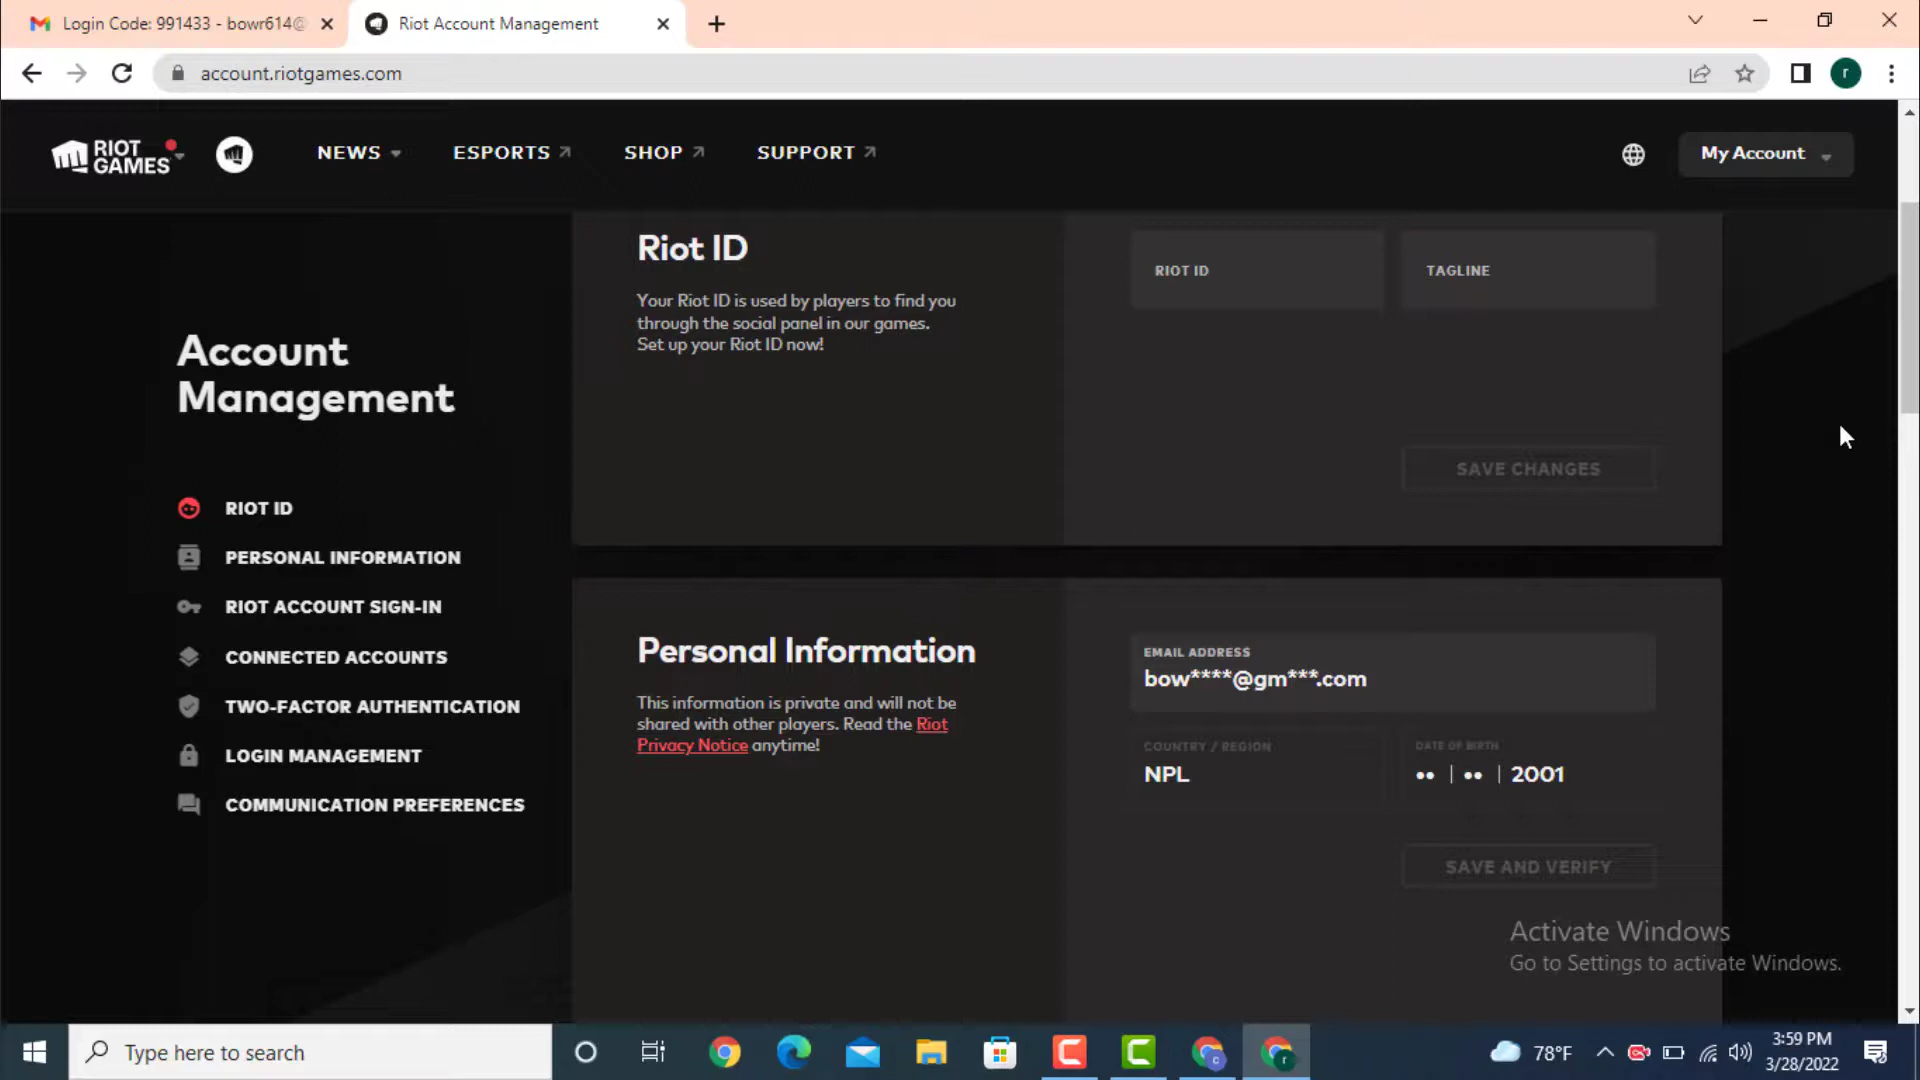 Login Code: 991433 - bowr614@
Riot Account Management
account.riotgames.com
r
RIOT GAMES
NEWS
ESPORTS
SHOP
SUPPORT
My Account
Account
Management
RIOT ID
PERSONAL INFORMATION
RIOT ACCOUNT SIGN-IN
CONNECTED ACCOUNTS
TWO-FACTOR AUTHENTICATION
LOGIN MANAGEMENT
COMMUNICATION PREFERENCES
Riot ID
Your Riot ID is used by players to find you
through the social panel in our games.
Set up your Riot ID now!
RIOT ID
TAGLINE
SAVE CHANGES
Personal Information
This information is private and will not be
shared with other players. Read the Riot
Privacy Notice anytime!
EMAIL ADDRESS
bow****@gm***.com
COUNTRY / REGION
NPL
DATE OF BIRTH
•• | •• | 2001
SAVE AND VERIFY
Activate Windows
Go to Settings to activate Windows.
Type here to search
78°F
3:59 PM
3/28/2022